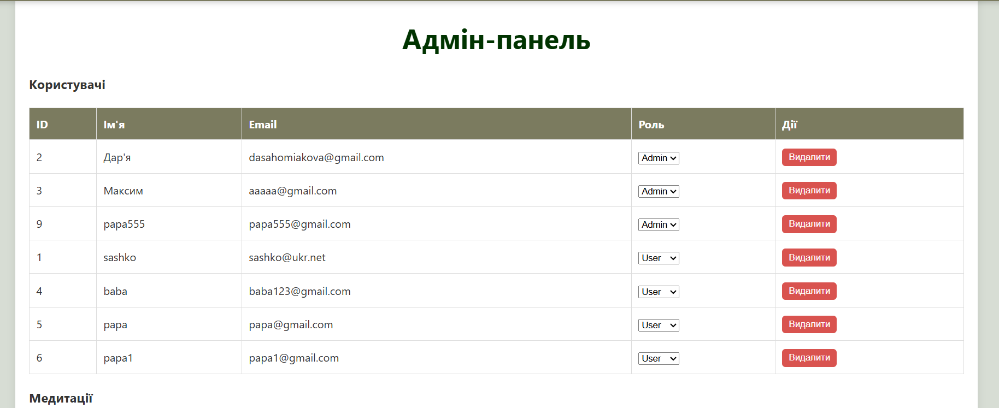 Адмін-панель
Користувачі
ID Ім'я Email Роль Дії
2 Дар'я dasahomiakova@gmail.com Admin Видалити
3 Максим aaaaa@gmail.com Admin Видалити
9 papa555 papa555@gmail.com Admin Видалити
1 sashko sashko@ukr.net User Видалити
4 baba baba123@gmail.com User Видалити
5 papa papa@gmail.com User Видалити
6 papa1 papa1@gmail.com User Видалити
Медитації